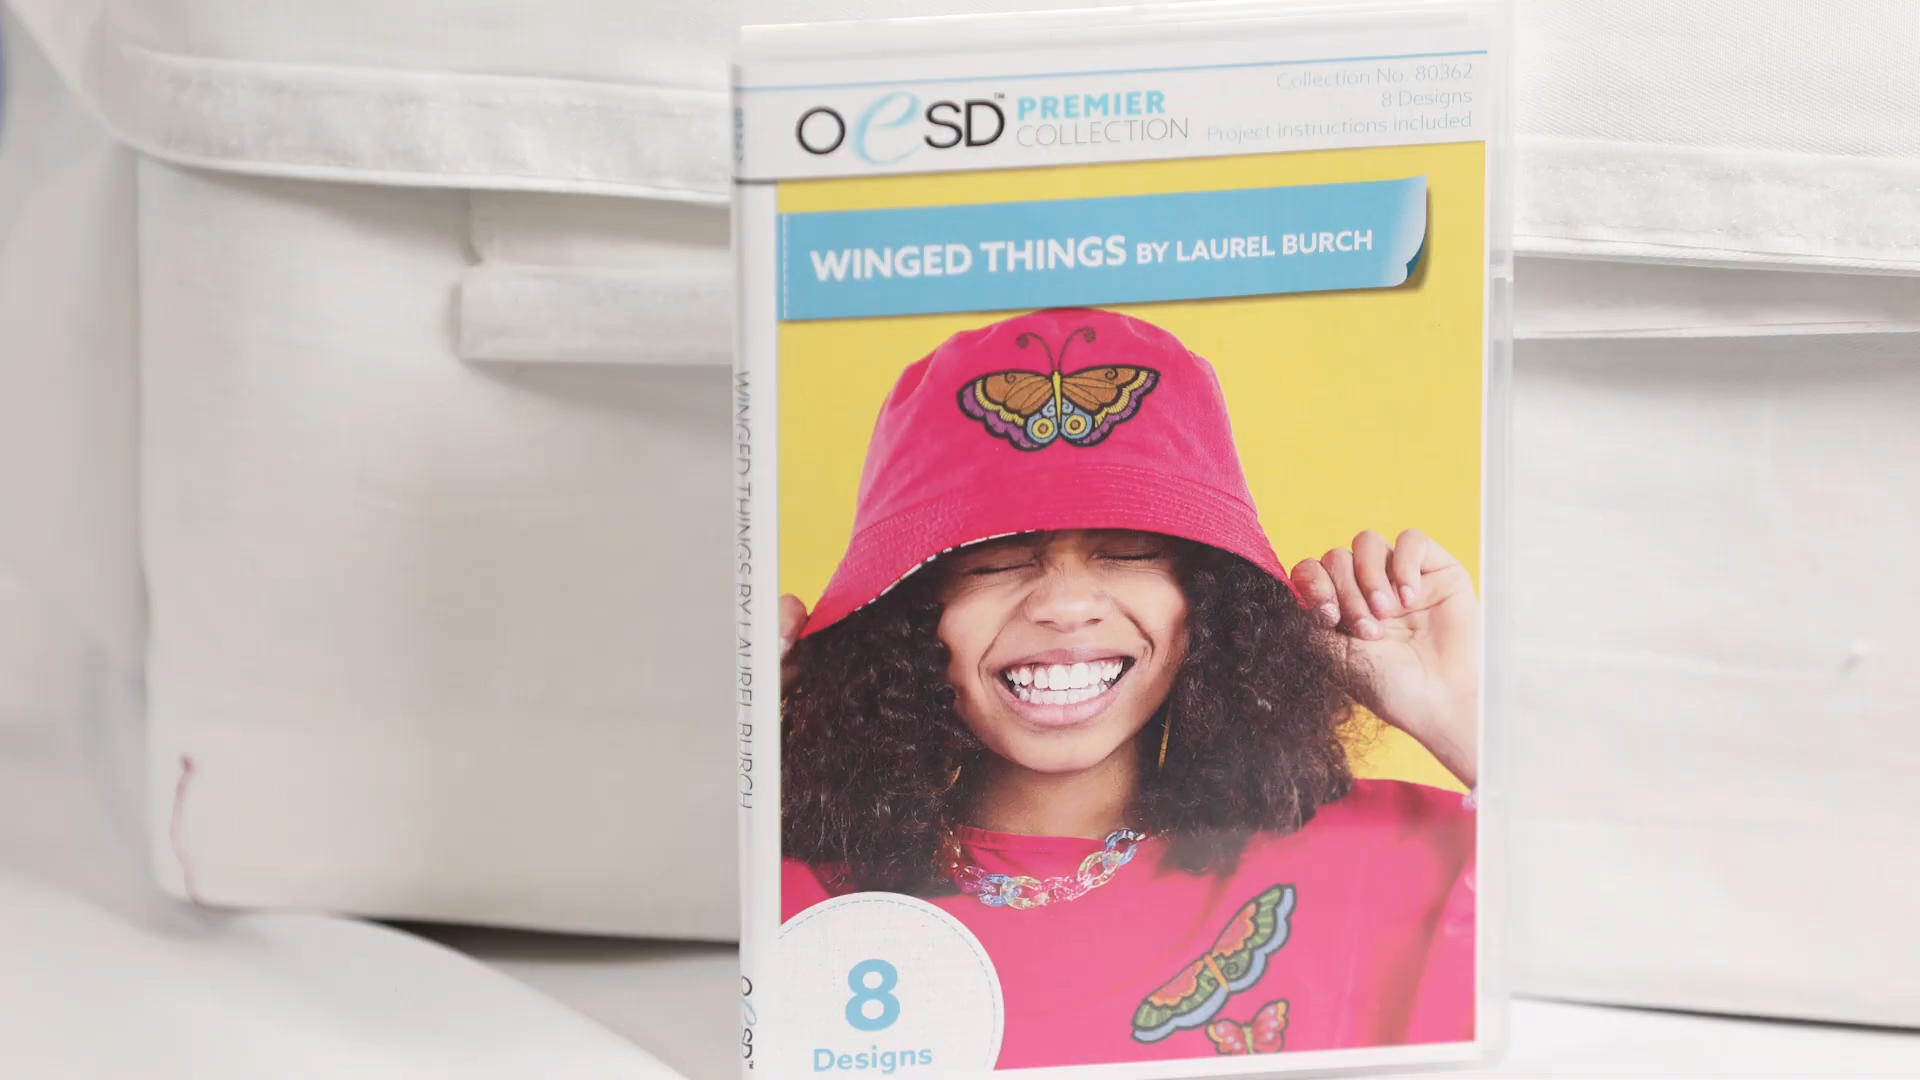 OeSD™ PREMIER COLLECTION
Collection No. 80362
8 Designs
Project instructions included
WINGED THINGS BY LAUREL BURCH
8
Designs
WINGED THINGS BY LAUREL BURCH
OeSD™